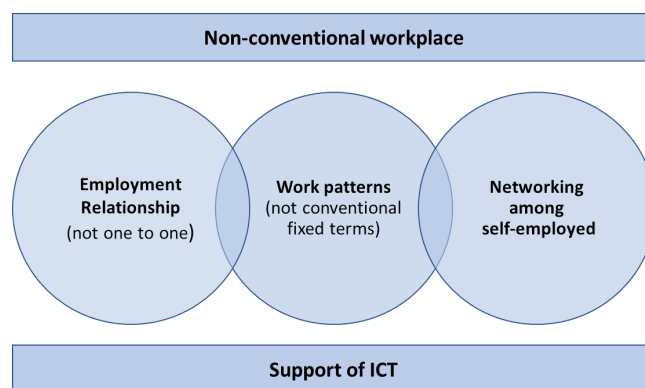 Non-conventional workplace
Employment
Relationship
(not one to one)
Work patterns
(not conventional
fixed terms)
Networking
among
self-employed
Support of ICT